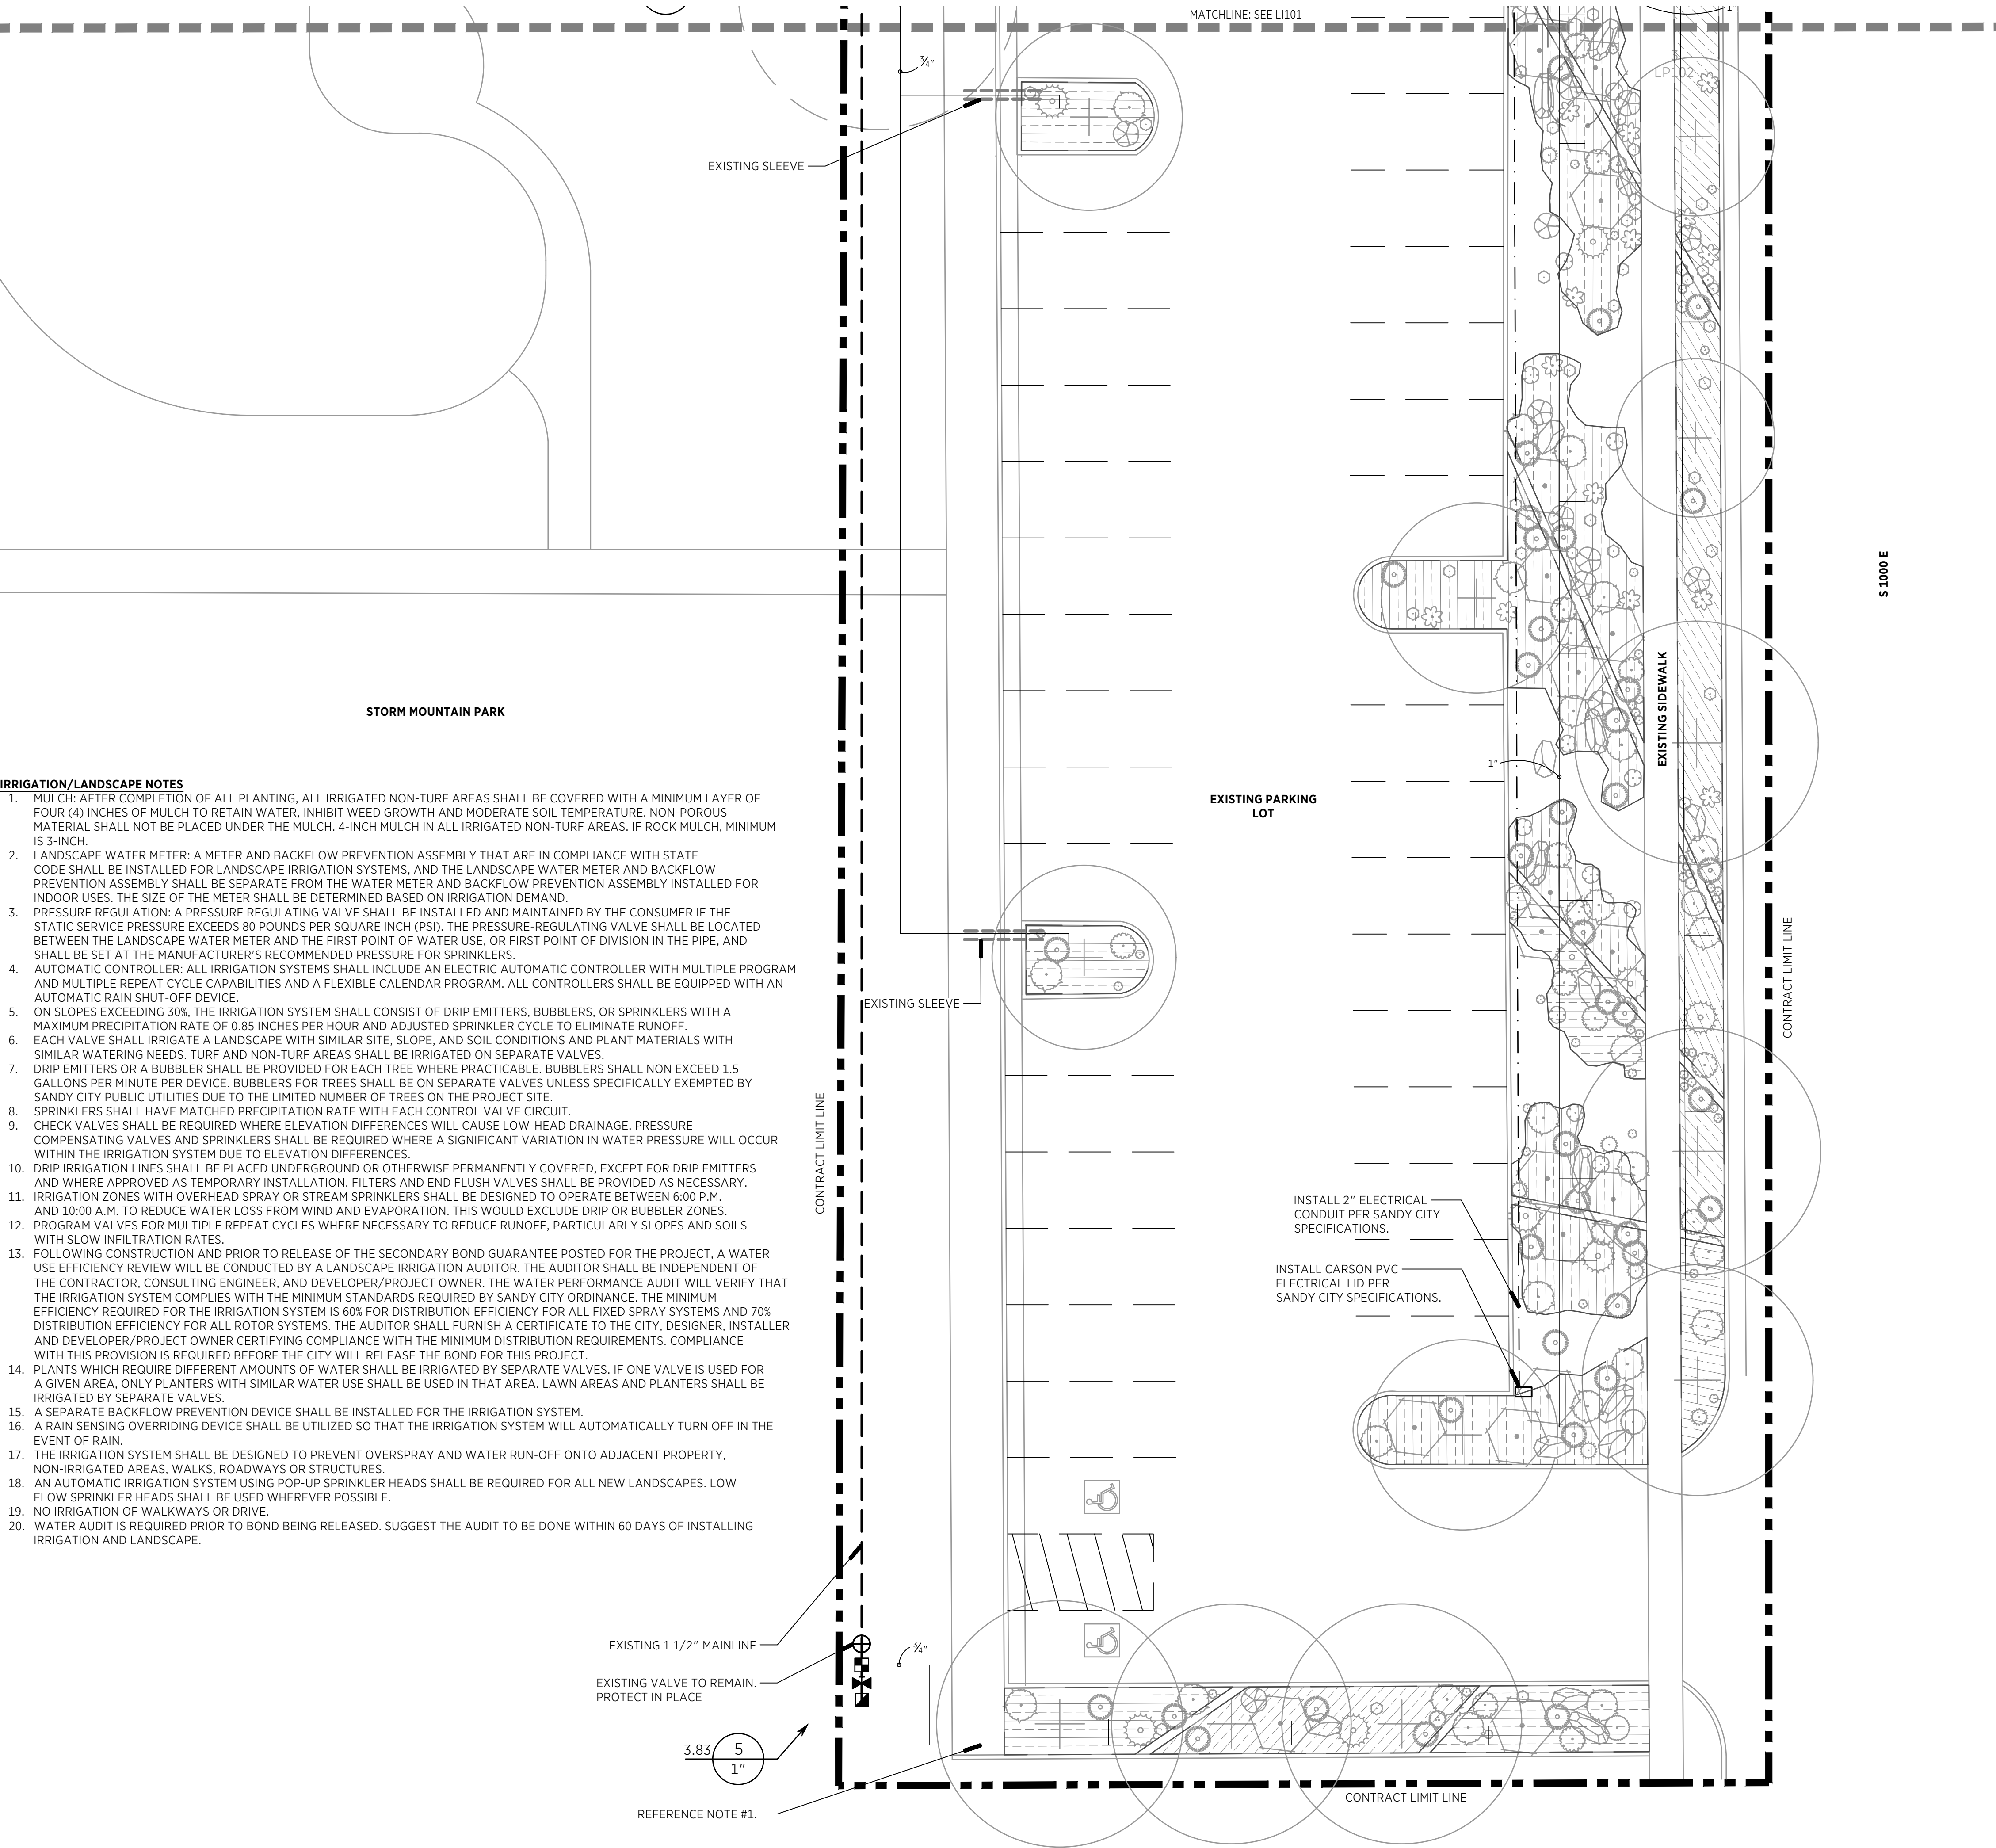 MATCHLINE: SEE LI101
1"
3
LP102
¾"
EXISTING SLEEVE
S 1000 E
EXISTING SIDEWALK
STORM MOUNTAIN PARK
1"
EXISTING PARKING
LOT
IRRIGATION/LANDSCAPE NOTES
1. MULCH: AFTER COMPLETION OF ALL PLANTING, ALL IRRIGATED NON-TURF AREAS SHALL BE COVERED WITH A MINIMUM LAYER OF
FOUR (4) INCHES OF MULCH TO RETAIN WATER, INHIBIT WEED GROWTH AND MODERATE SOIL TEMPERATURE. NON-POROUS
MATERIAL SHALL NOT BE PLACED UNDER THE MULCH. 4-INCH MULCH IN ALL IRRIGATED NON-TURF AREAS. IF ROCK MULCH, MINIMUM
IS 3-INCH.
2. LANDSCAPE WATER METER: A METER AND BACKFLOW PREVENTION ASSEMBLY THAT ARE IN COMPLIANCE WITH STATE
CODE SHALL BE INSTALLED FOR LANDSCAPE IRRIGATION SYSTEMS, AND THE LANDSCAPE WATER METER AND BACKFLOW
PREVENTION ASSEMBLY SHALL BE SEPARATE FROM THE WATER METER AND BACKFLOW PREVENTION ASSEMBLY INSTALLED FOR
INDOOR USES. THE SIZE OF THE METER SHALL BE DETERMINED BASED ON IRRIGATION DEMAND.
3. PRESSURE REGULATION: A PRESSURE REGULATING VALVE SHALL BE INSTALLED AND MAINTAINED BY THE CONSUMER IF THE
STATIC SERVICE PRESSURE EXCEEDS 80 POUNDS PER SQUARE INCH (PSI). THE PRESSURE-REGULATING VALVE SHALL BE LOCATED
BETWEEN THE LANDSCAPE WATER METER AND THE FIRST POINT OF WATER USE, OR FIRST POINT OF DIVISION IN THE PIPE, AND
SHALL BE SET AT THE MANUFACTURER'S RECOMMENDED PRESSURE FOR SPRINKLERS.
4. AUTOMATIC CONTROLLER: ALL IRRIGATION SYSTEMS SHALL INCLUDE AN ELECTRIC AUTOMATIC CONTROLLER WITH MULTIPLE PROGRAM
AND MULTIPLE REPEAT CYCLE CAPABILITIES AND A FLEXIBLE CALENDAR PROGRAM. ALL CONTROLLERS SHALL BE EQUIPPED WITH AN
AUTOMATIC RAIN SHUT-OFF DEVICE.
5. ON SLOPES EXCEEDING 30%, THE IRRIGATION SYSTEM SHALL CONSIST OF DRIP EMITTERS, BUBBLERS, OR SPRINKLERS WITH A
MAXIMUM PRECIPITATION RATE OF 0.85 INCHES PER HOUR AND ADJUSTED SPRINKLER CYCLE TO ELIMINATE RUNOFF.
6. EACH VALVE SHALL IRRIGATE A LANDSCAPE WITH SIMILAR SITE, SLOPE, AND SOIL CONDITIONS AND PLANT MATERIALS WITH
SIMILAR WATERING NEEDS. TURF AND NON-TURF AREAS SHALL BE IRRIGATED ON SEPARATE VALVES.
7. DRIP EMITTERS OR A BUBBLER SHALL BE PROVIDED FOR EACH TREE WHERE PRACTICABLE. BUBBLERS SHALL NON EXCEED 1.5
GALLONS PER MINUTE PER DEVICE. BUBBLERS FOR TREES SHALL BE ON SEPARATE VALVES UNLESS SPECIFICALLY EXEMPTED BY
SANDY CITY PUBLIC UTILITIES DUE TO THE LIMITED NUMBER OF TREES ON THE PROJECT SITE.
8. SPRINKLERS SHALL HAVE MATCHED PRECIPITATION RATE WITH EACH CONTROL VALVE CIRCUIT.
9. CHECK VALVES SHALL BE REQUIRED WHERE ELEVATION DIFFERENCES WILL CAUSE LOW-HEAD DRAINAGE. PRESSURE
COMPENSATING VALVES AND SPRINKLERS SHALL BE REQUIRED WHERE A SIGNIFICANT VARIATION IN WATER PRESSURE WILL OCCUR
WITHIN THE IRRIGATION SYSTEM DUE TO ELEVATION DIFFERENCES.
10. DRIP IRRIGATION LINES SHALL BE PLACED UNDERGROUND OR OTHERWISE PERMANENTLY COVERED, EXCEPT FOR DRIP EMITTERS
AND WHERE APPROVED AS TEMPORARY INSTALLATION. FILTERS AND END FLUSH VALVES SHALL BE PROVIDED AS NECESSARY.
11. IRRIGATION ZONES WITH OVERHEAD SPRAY OR STREAM SPRINKLERS SHALL BE DESIGNED TO OPERATE BETWEEN 6:00 P.M.
AND 10:00 A.M. TO REDUCE WATER LOSS FROM WIND AND EVAPORATION. THIS WOULD EXCLUDE DRIP OR BUBBLER ZONES.
12. PROGRAM VALVES FOR MULTIPLE REPEAT CYCLES WHERE NECESSARY TO REDUCE RUNOFF, PARTICULARLY SLOPES AND SOILS
WITH SLOW INFILTRATION RATES.
13. FOLLOWING CONSTRUCTION AND PRIOR TO RELEASE OF THE SECONDARY BOND GUARANTEE POSTED FOR THE PROJECT, A WATER
USE EFFICIENCY REVIEW WILL BE CONDUCTED BY A LANDSCAPE IRRIGATION AUDITOR. THE AUDITOR SHALL BE INDEPENDENT OF
THE CONTRACTOR, CONSULTING ENGINEER, AND DEVELOPER/PROJECT OWNER. THE WATER PERFORMANCE AUDIT WILL VERIFY THAT
THE IRRIGATION SYSTEM COMPLIES WITH THE MINIMUM STANDARDS REQUIRED BY SANDY CITY ORDINANCE. THE MINIMUM
EFFICIENCY REQUIRED FOR THE IRRIGATION SYSTEM IS 60% FOR DISTRIBUTION EFFICIENCY FOR ALL FIXED SPRAY SYSTEMS AND 70%
DISTRIBUTION EFFICIENCY FOR ALL ROTOR SYSTEMS. THE AUDITOR SHALL FURNISH A CERTIFICATE TO THE CITY, DESIGNER, INSTALLER
AND DEVELOPER/PROJECT OWNER CERTIFYING COMPLIANCE WITH THE MINIMUM DISTRIBUTION REQUIREMENTS. COMPLIANCE
WITH THIS PROVISION IS REQUIRED BEFORE THE CITY WILL RELEASE THE BOND FOR THIS PROJECT.
14. PLANTS WHICH REQUIRE DIFFERENT AMOUNTS OF WATER SHALL BE IRRIGATED BY SEPARATE VALVES. IF ONE VALVE IS USED FOR
A GIVEN AREA, ONLY PLANTERS WITH SIMILAR WATER USE SHALL BE USED IN THAT AREA. LAWN AREAS AND PLANTERS SHALL BE
IRRIGATED BY SEPARATE VALVES.
15. A SEPARATE BACKFLOW PREVENTION DEVICE SHALL BE INSTALLED FOR THE IRRIGATION SYSTEM.
16. A RAIN SENSING OVERRIDING DEVICE SHALL BE UTILIZED SO THAT THE IRRIGATION SYSTEM WILL AUTOMATICALLY TURN OFF IN THE
EVENT OF RAIN.
17. THE IRRIGATION SYSTEM SHALL BE DESIGNED TO PREVENT OVERSPRAY AND WATER RUN-OFF ONTO ADJACENT PROPERTY,
NON-IRRIGATED AREAS, WALKS, ROADWAYS OR STRUCTURES.
18. AN AUTOMATIC IRRIGATION SYSTEM USING POP-UP SPRINKLER HEADS SHALL BE REQUIRED FOR ALL NEW LANDSCAPES. LOW
FLOW SPRINKLER HEADS SHALL BE USED WHEREVER POSSIBLE.
19. NO IRRIGATION OF WALKWAYS OR DRIVE.
20. WATER AUDIT IS REQUIRED PRIOR TO BOND BEING RELEASED. SUGGEST THE AUDIT TO BE DONE WITHIN 60 DAYS OF INSTALLING
IRRIGATION AND LANDSCAPE.
EXISTING SLEEVE
CONTRACT LIMIT LINE
CONTRACT LIMIT LINE
INSTALL 2" ELECTRICAL
CONDUIT PER SANDY CITY
SPECIFICATIONS.
INSTALL CARSON PVC
ELECTRICAL LID PER
SANDY CITY SPECIFICATIONS.
EXISTING 1 1/2" MAINLINE
¾"
EXISTING VALVE TO REMAIN.
PROTECT IN PLACE
3.83
5
1"
REFERENCE NOTE #1.
CONTRACT LIMIT LINE